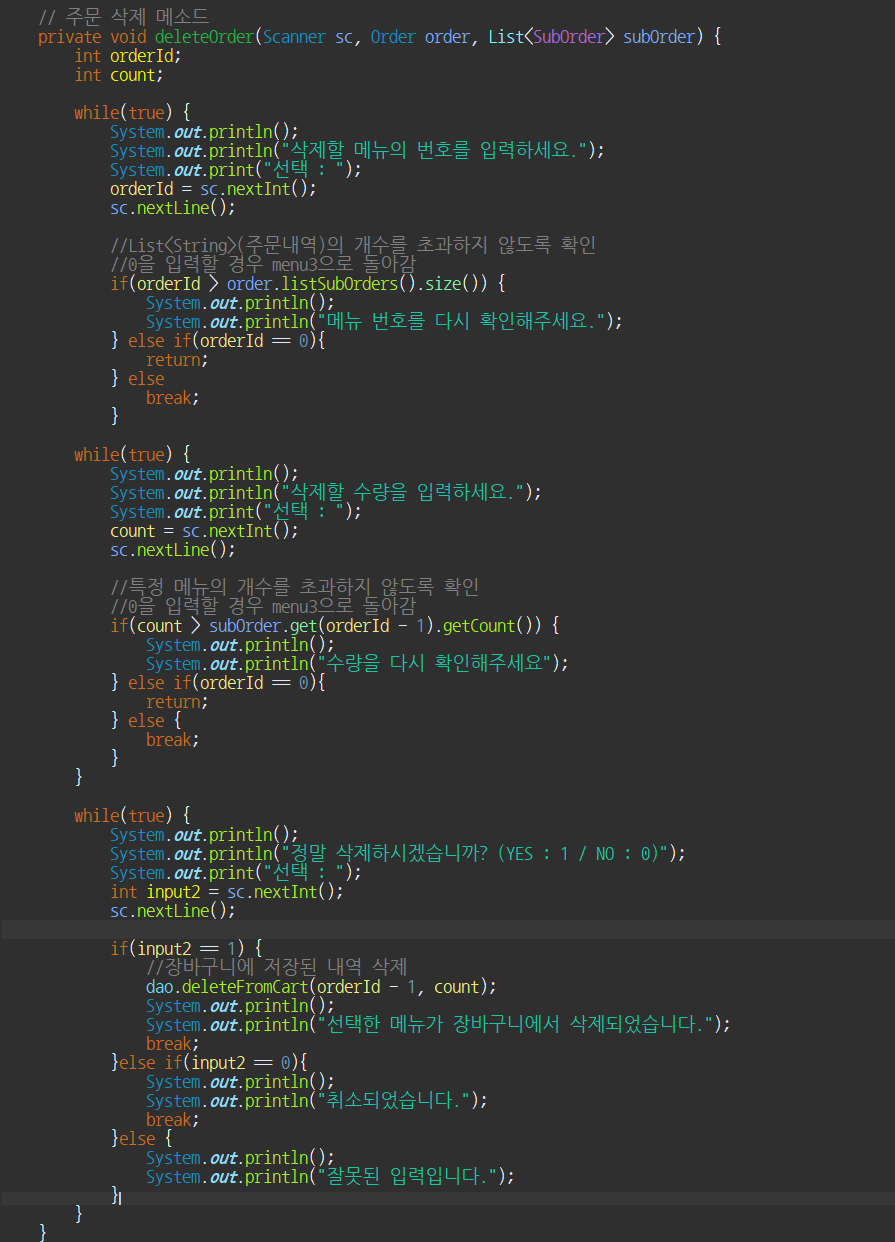 // 주문 삭제 메소드
private void deleteOrder(Scanner sc, Order order, List<SubOrder> subOrder) {
int orderId;
int count;
while(true) {
System.out.println();
System.out.println("삭제할 메뉴의 번호를 입력하세요.");
System.out.print("선택 : ");
orderId = sc.nextInt();
sc.nextLine();
//List<String>(주문내역)의 개수를 초과하지 않도록 확인
//0을 입력할 경우 menu3으로 돌아감
if(orderId > order.listSubOrders().size()) {
System.out.println();
System.out.println("메뉴 번호를 다시 확인해주세요.");
} else if(orderId == 0){
return;
} else
break;
}
while(true) {
System.out.println();
System.out.println("삭제할 수량을 입력하세요.");
System.out.print("선택 : ");
count = sc.nextInt();
sc.nextLine();
//특정 메뉴의 개수를 초과하지 않도록 확인
//0을 입력할 경우 menu3으로 돌아감
if(count > subOrder.get(orderId - 1).getCount()) {
System.out.println();
System.out.println("수량을 다시 확인해주세요");
} else if(orderId == 0){
return;
} else {
break;
}
}
while(true) {
System.out.println();
System.out.println("정말 삭제하시겠습니까? (YES : 1 / NO : 0)");
System.out.print("선택 : ");
int input2 = sc.nextInt();
sc.nextLine();
if(input2 == 1) {
//장바구니에 저장된 내역 삭제
dao.deleteFromCart(orderId - 1, count);
System.out.println();
System.out.println("선택한 메뉴가 장바구니에서 삭제되었습니다.");
break;
}else if(input2 == 0){
System.out.println();
System.out.println("취소되었습니다.");
break;
}else {
System.out.println();
System.out.println("잘못된 입력입니다.");
}
}
}